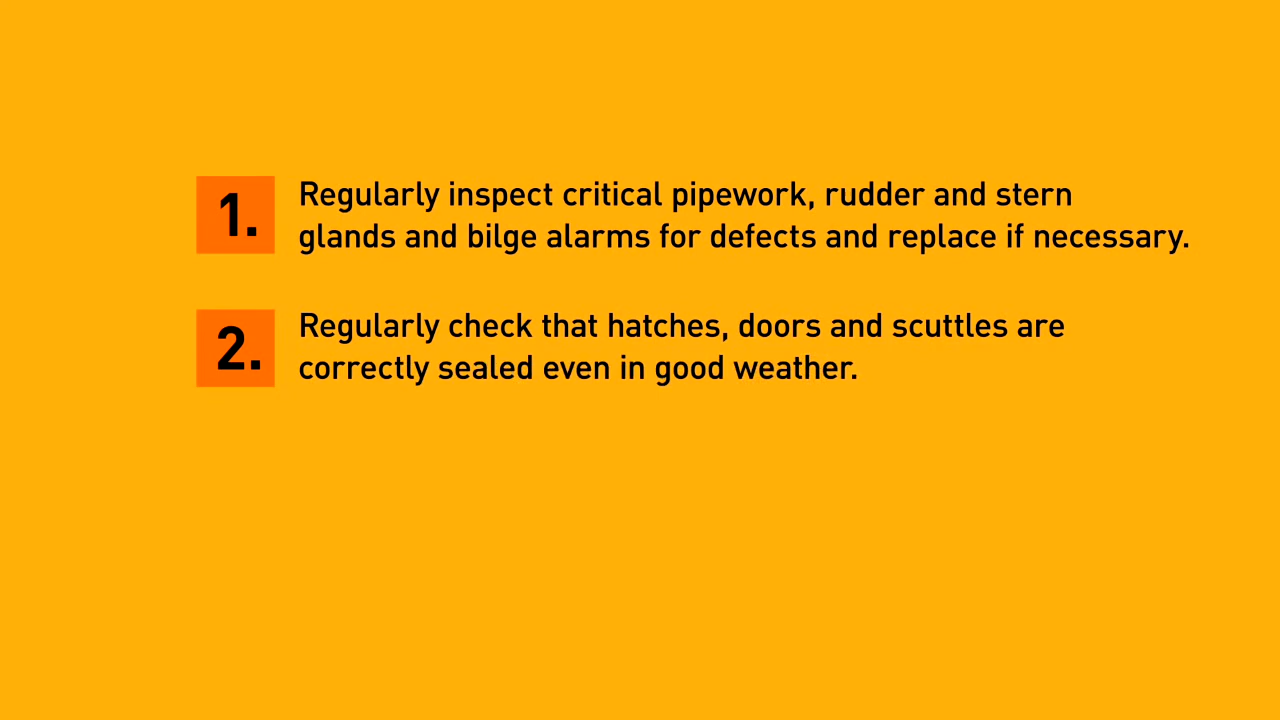 1. Regularly inspect critical pipework, rudder and stern
glands and bilge alarms for defects and replace if necessary.
2. Regularly check that hatches, doors and scuttles are
correctly sealed even in good weather.